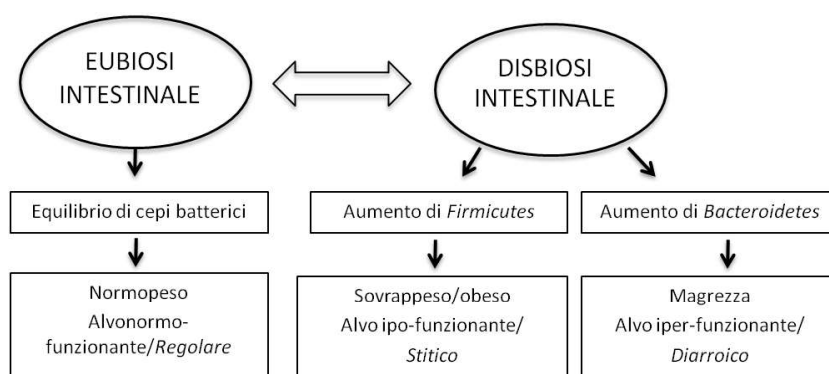 EUBIOSI
INTESTINALE
DISBIOSI
INTESTINALE
Equilibrio di cepi batterici
Aumento di Firmicutes
Aumento di Bacteroidetes
Normopeso
Alvonormo-
funzionante/Regolare
Sovrappeso/obeso
Alvo ipo-funzionante/
Stitico
Magrezza
Alvo iper-funzionante/
Diarroico